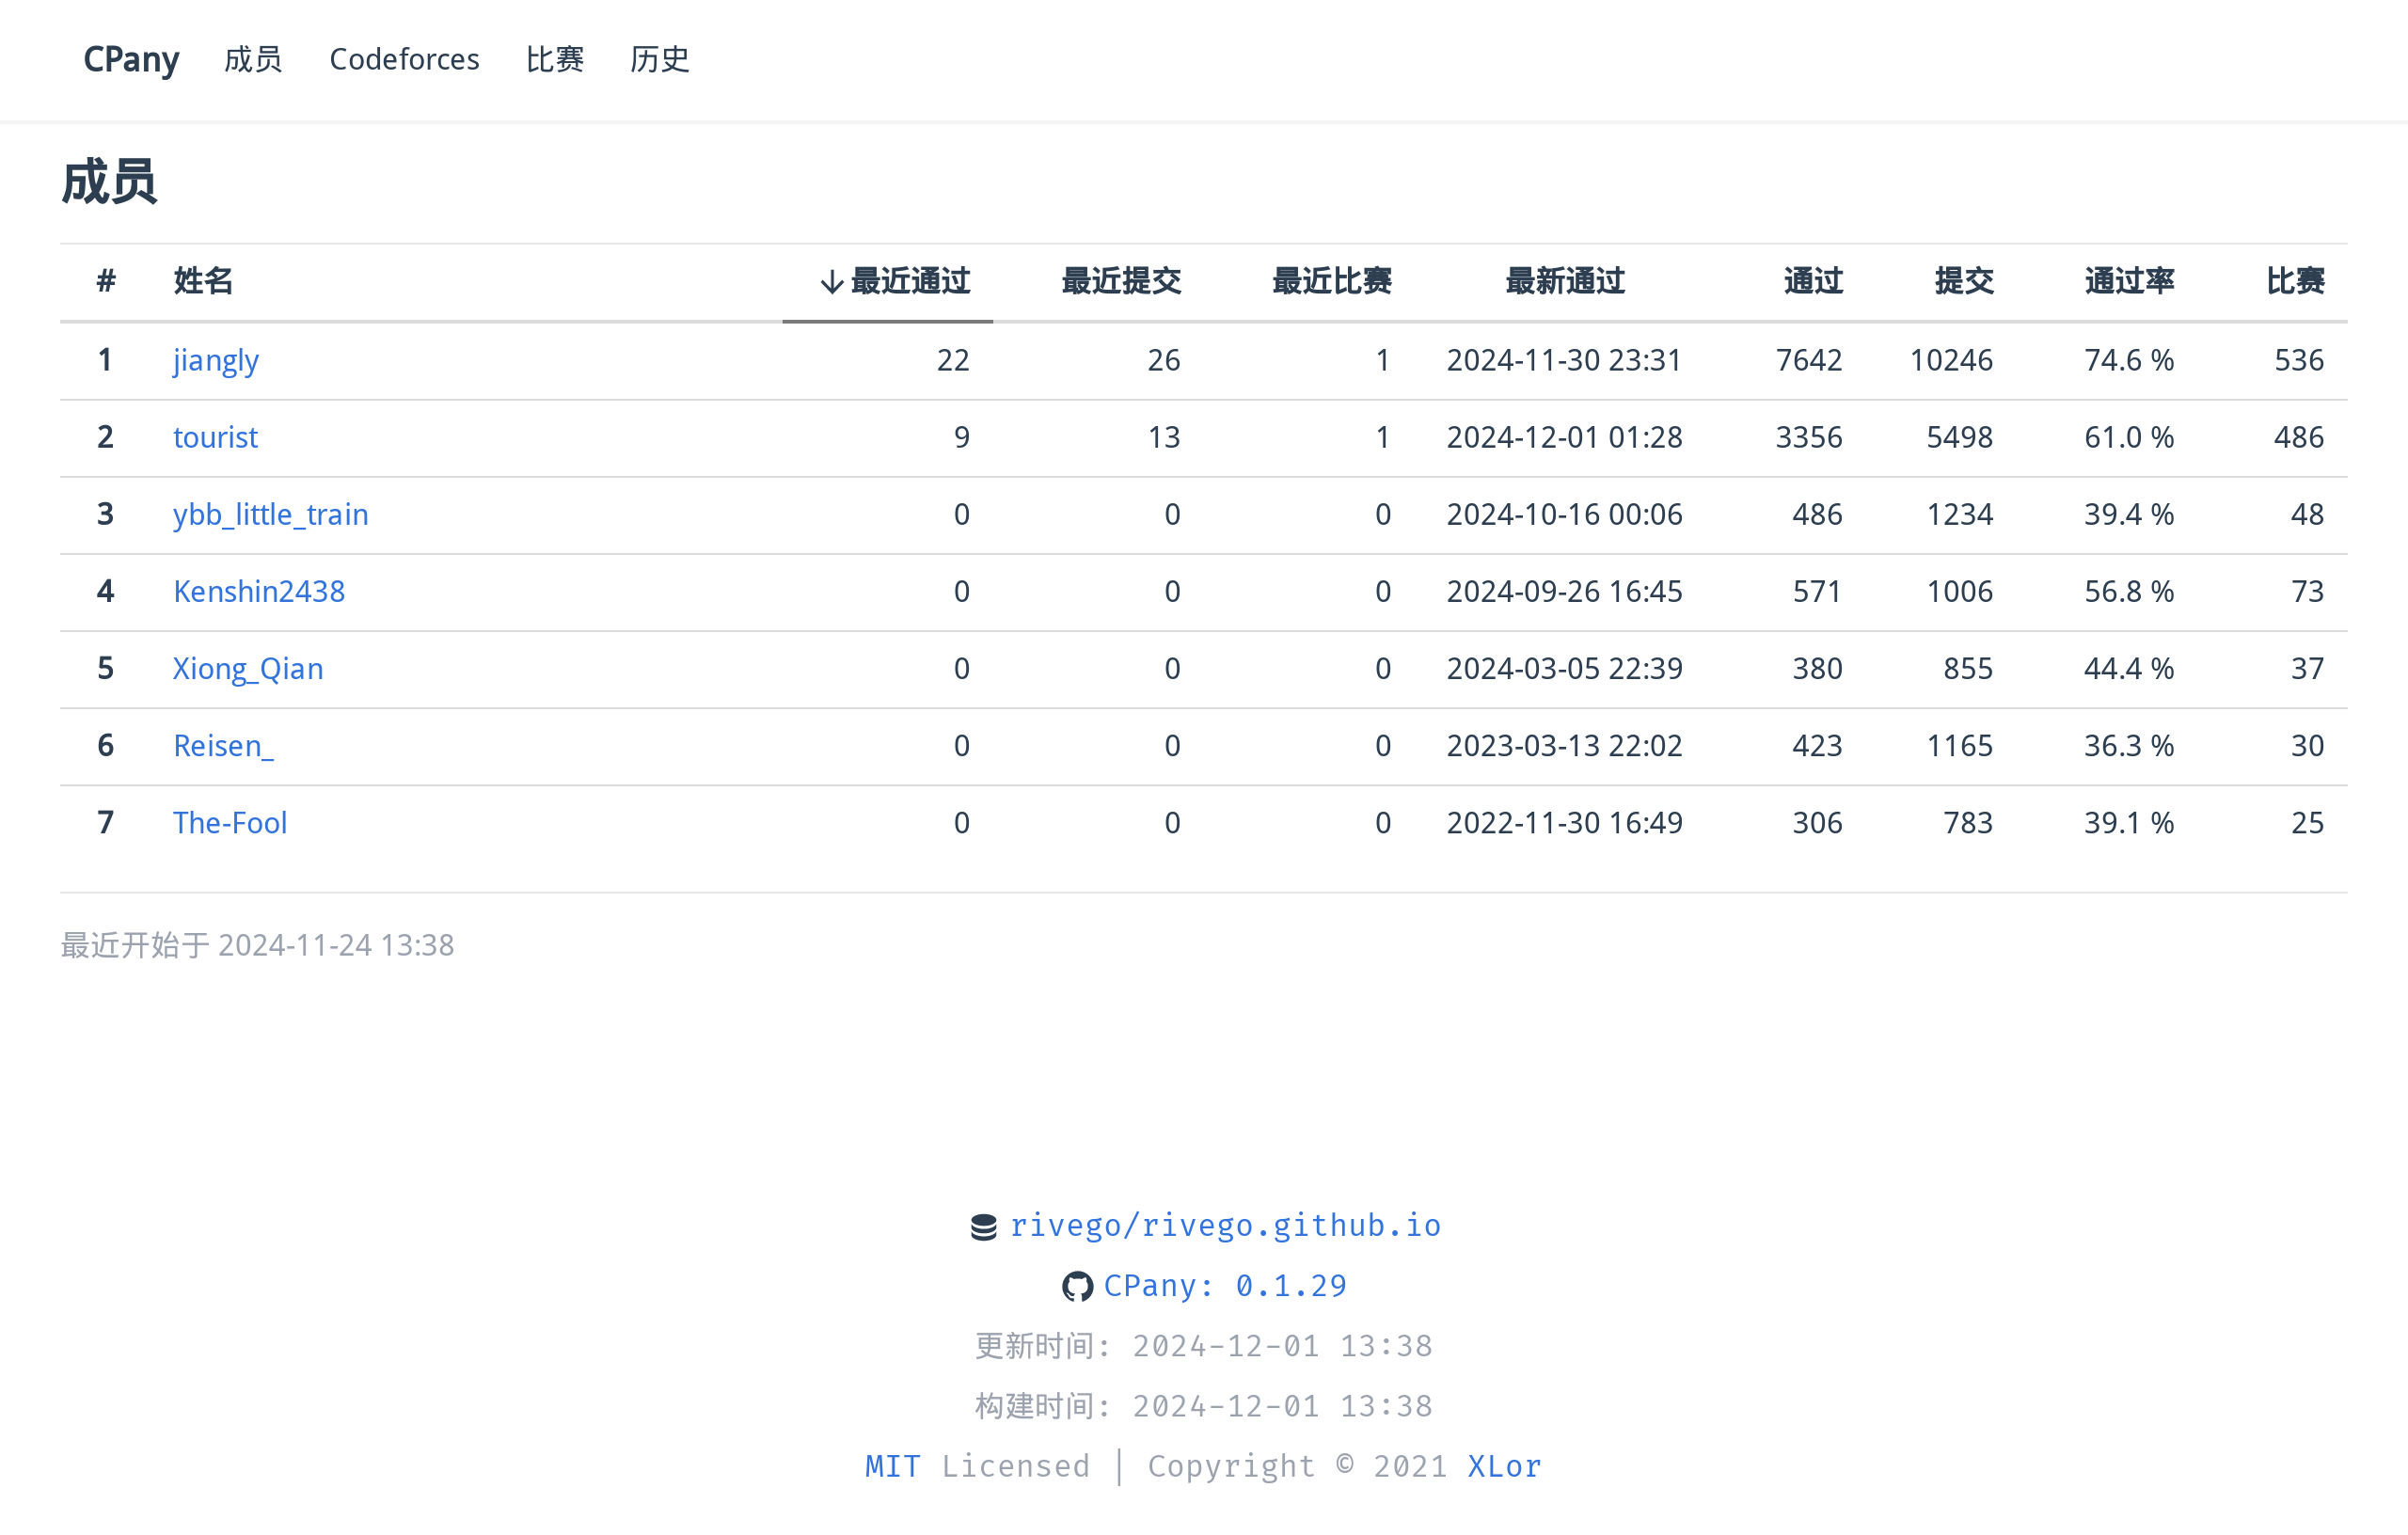 CPany 成员 Codeforces 比赛 历史
成员
# 姓名 ↓最近通过 最近提交 最近比赛 最新通过 通过 提交 通过率 比赛
1 jiangly 22 26 1 2024-11-30 23:31 7642 10246 74.6 % 536
2 tourist 9 13 1 2024-12-01 01:28 3356 5498 61.0 % 486
3 ybb_little_train 0 0 0 2024-10-16 00:06 486 1234 39.4 % 48
4 Kenshin2438 0 0 0 2024-09-26 16:45 571 1006 56.8 % 73
5 Xiong_Qian 0 0 0 2024-03-05 22:39 380 855 44.4 % 37
6 Reisen_ 0 0 0 2023-03-13 22:02 423 1165 36.3 % 30
7 The-Fool 0 0 0 2022-11-30 16:49 306 783 39.1 % 25
最近开始于 2024-11-24 13:38
rivego/rivego.github.io
CPany: 0.1.29
更新时间: 2024-12-01 13:38
构建时间: 2024-12-01 13:38
MIT Licensed | Copyright © 2021 XLor